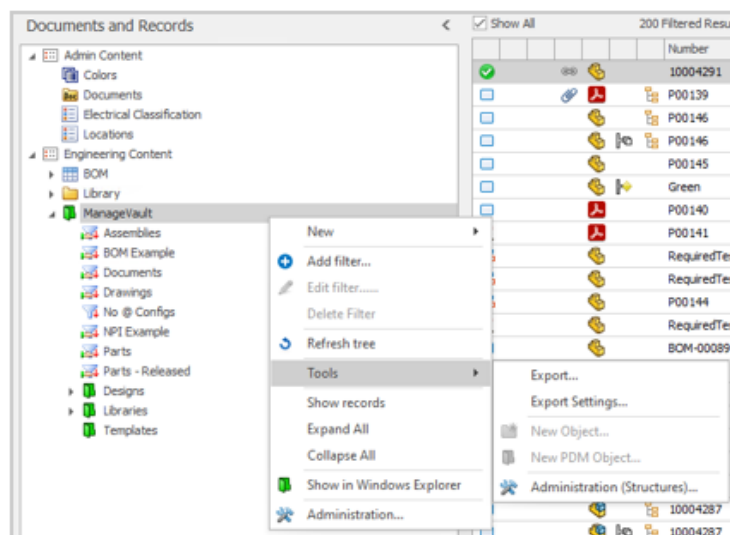 Documents and Records
Show All
200 Filtered Resu
Number
Admin Content
Colors
Doc
Documents
Electrical Classification
Locations
Engineering Content
BOM
Library
ManageVault
Assemblies
BOM Example
Documents
Drawings
No @ Configs
NPI Example
Parts
Parts - Released
Designs
Libraries
Templates
New
Add filter...
Edit filter......
Delete Filter
Refresh tree
Tools
Show records
Expand All
Collapse All
Show in Windows Explorer
Administration...
Export...
Export Settings...
New Object...
New PDM Object...
Administration (Structures)...
10004291
P00139
P00146
P00146
P00145
Green
P00140
P00141
RequiredTe
RequiredTe
P00144
RequiredTe
BOM-00089
10004287
10004287